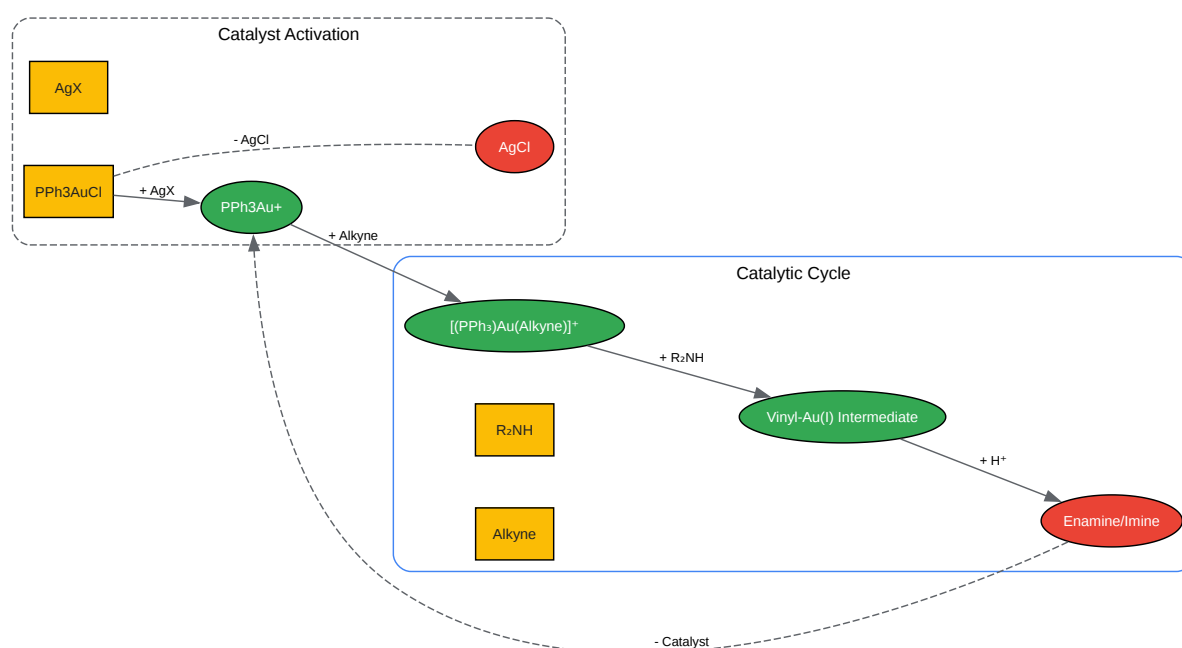 Catalyst Activation
AgX
- AgCl
AgCl
PPh3AuCl
+ AgX
PPh3Au+
+ Alkyne
Catalytic Cycle
[(PPh₃)Au(Alkyne)]⁺
+ R₂NH
Vinyl-Au(I) Intermediate
R₂NH
+ H⁺
Alkyne
Enamine/Imine
- Catalyst